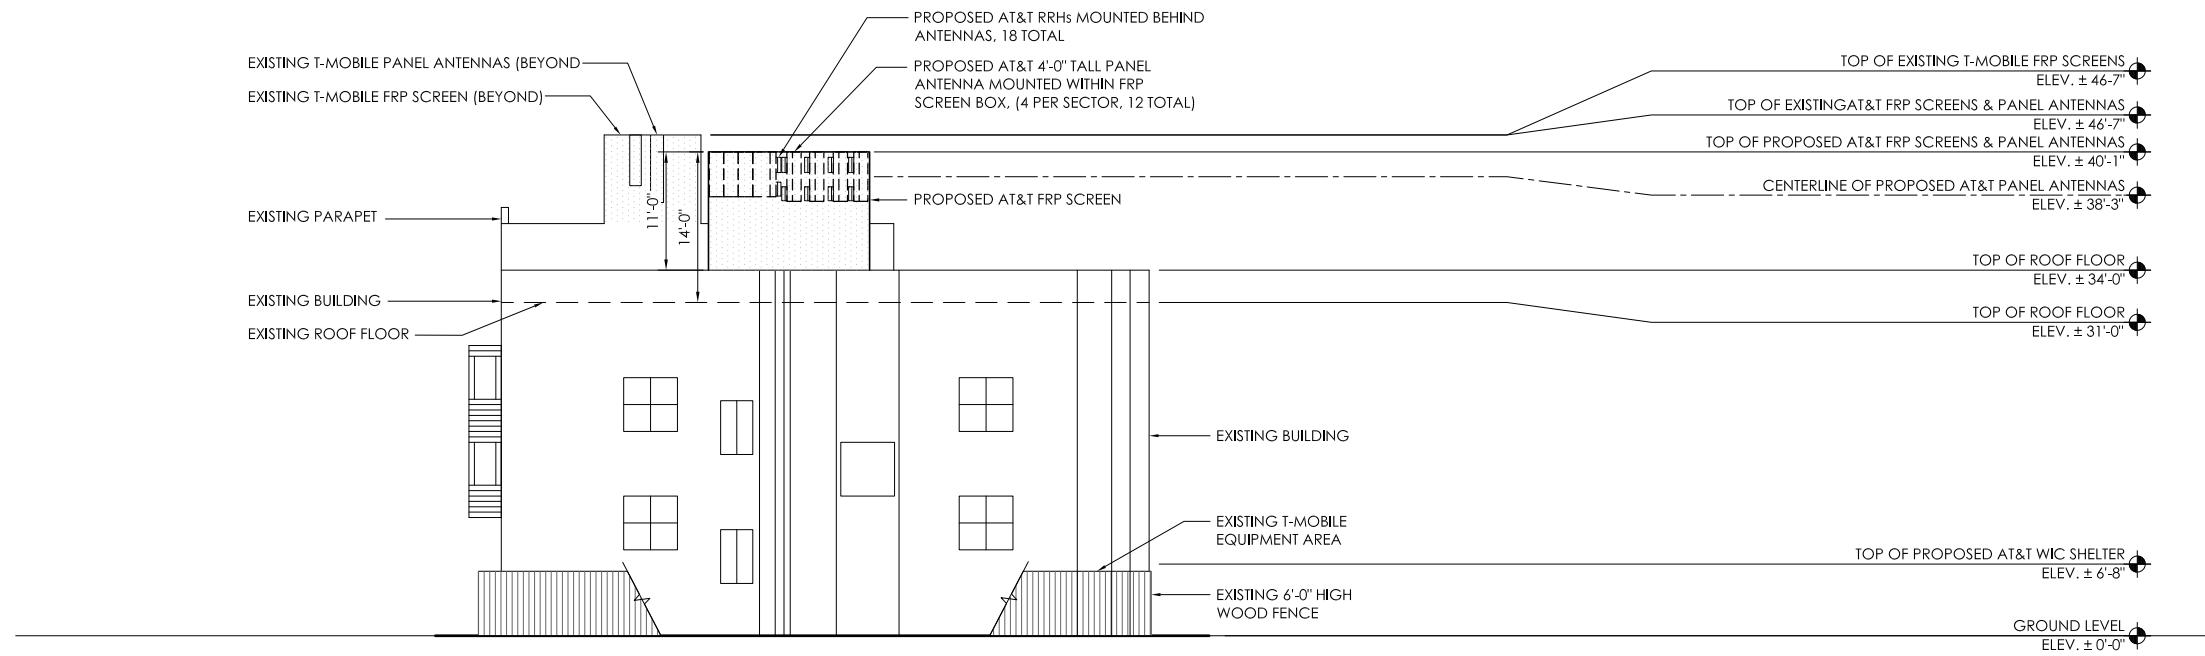 PROPOSED AT&T RRHs MOUNTED BEHIND
ANTENNAS, 18 TOTAL
EXISTING T-MOBILE PANEL ANTENNAS (BEYOND
PROPOSED AT&T 4'-0" TALL PANEL
ANTENNA MOUNTED WITHIN FRP
SCREEN BOX, (4 PER SECTOR, 12 TOTAL)
EXISTING T-MOBILE FRP SCREEN (BEYOND)
TOP OF EXISTING T-MOBILE FRP SCREENS
ELEV. ± 46-7"
TOP OF EXISTINGAT&T FRP SCREENS & PANEL ANTENNAS
ELEV. ± 46'-7"
TOP OF PROPOSED AT&T FRP SCREENS & PANEL ANTENNAS
ELEV. ± 40'-1"
CENTERLINE OF PROPOSED AT&T PANEL ANTENNAS
ELEV. ± 38'-3"
PROPOSED AT&T FRP SCREEN
EXISTING PARAPET
11'-0"
14'-0"
TOP OF ROOF FLOOR
ELEV. ± 34'-0"
EXISTING BUILDING
EXISTING ROOF FLOOR
TOP OF ROOF FLOOR
ELEV. ± 31'-0"
EXISTING BUILDING
EXISTING T-MOBILE
EQUIPMENT AREA
TOP OF PROPOSED AT&T WIC SHELTER
ELEV. ± 6'-8"
EXISTING 6'-0" HIGH
WOOD FENCE
GROUND LEVEL
ELEV. ± 0'-0"